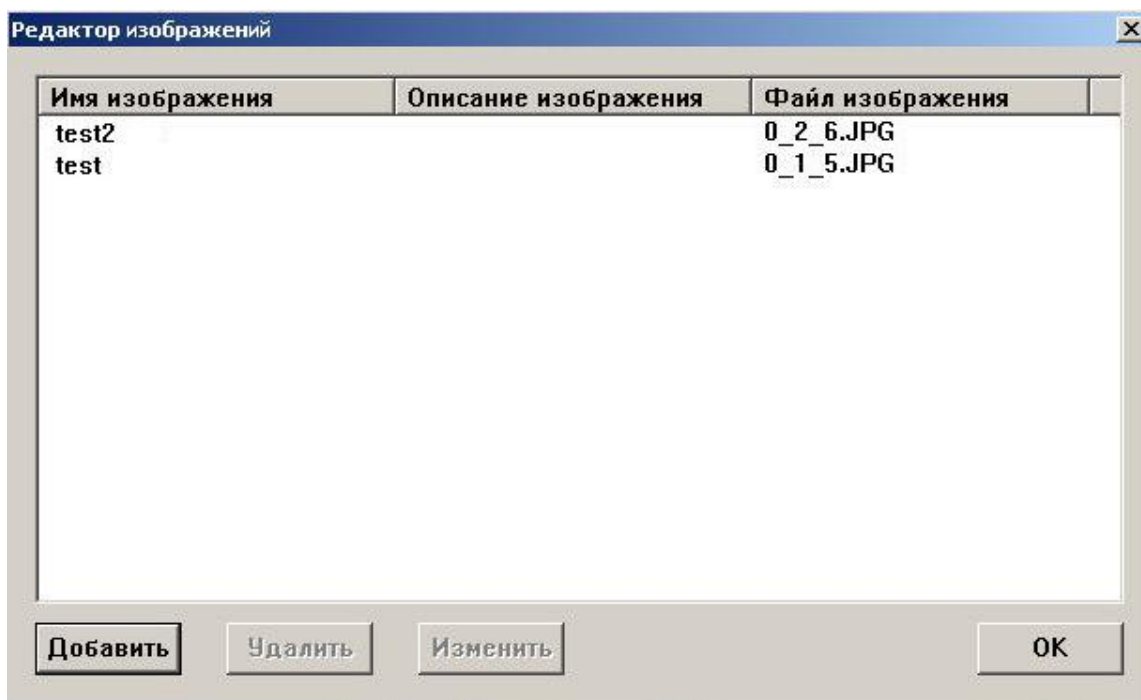 Редактор изображений
Имя изображения Описание изображения Файл изображения
test2 0_2_6.JPG
test 0_1_5.JPG
Добавить Удалить Изменить OK